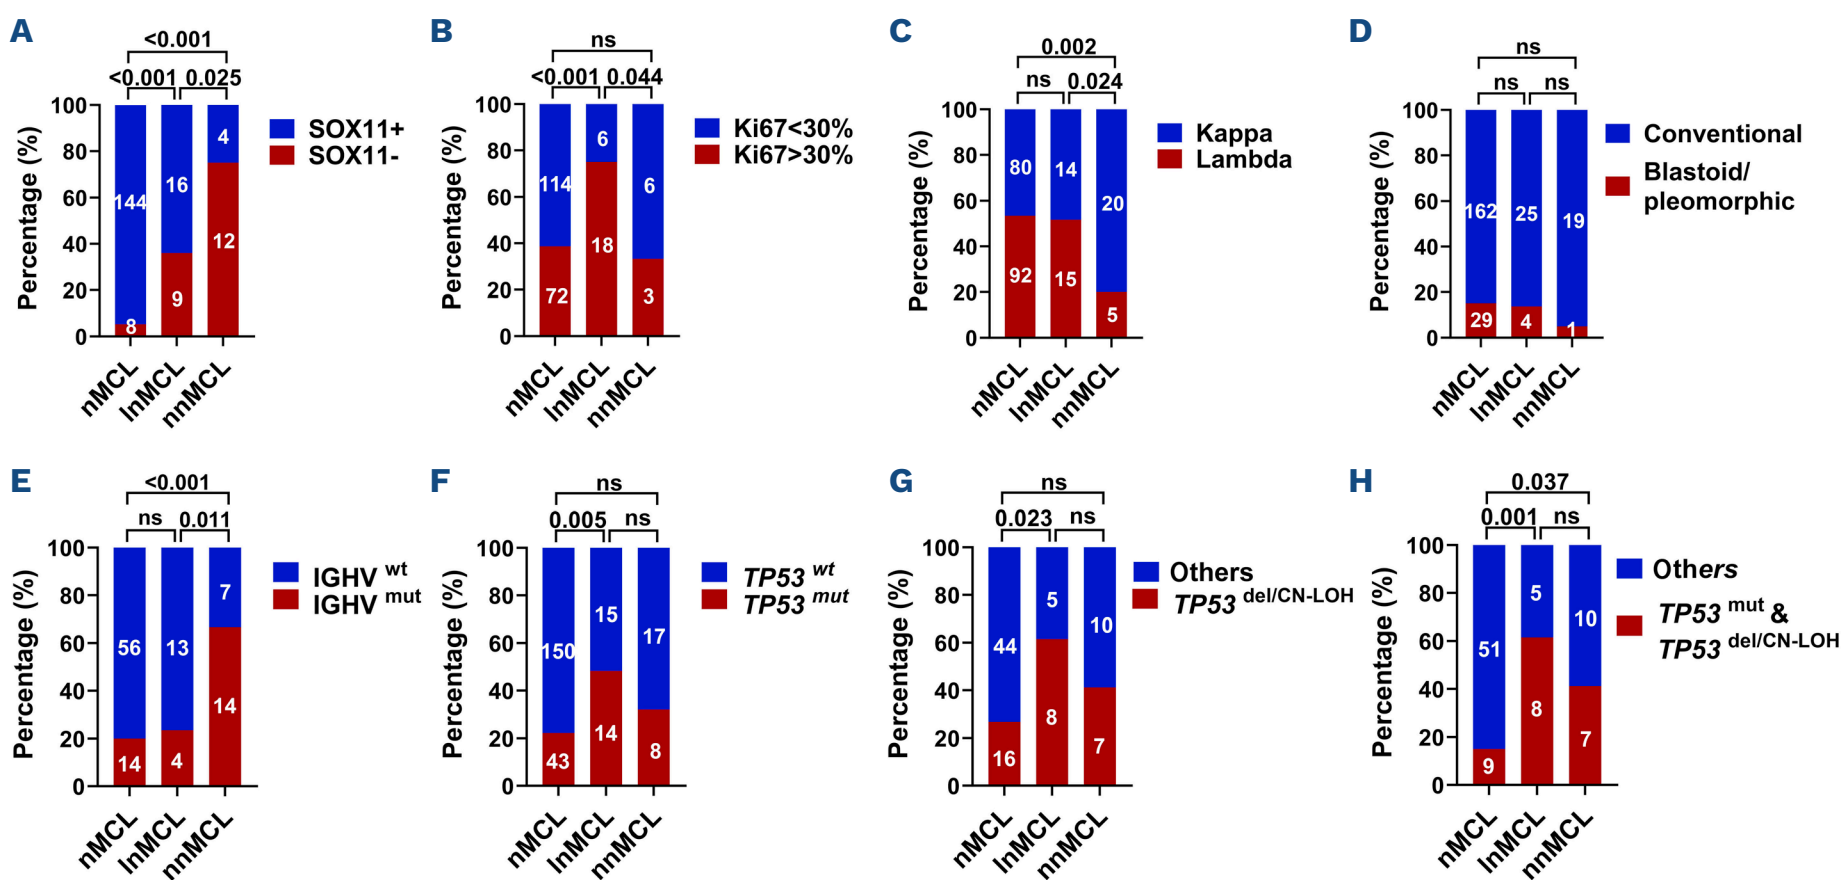 A
<0.001
<0.001 0.025
Percentage (%)
100
80
60
40
20
0
144
8
16
9
4
12
SOX11+
SOX11-
nMCL
InMCL
nnMCL
B
ns
<0.001 0.044
Percentage (%)
100
80
60
40
20
0
114
72
6
18
6
3
Ki67<30%
Ki67>30%
nMCL
InMCL
nnMCL
C
0.002
ns 0.024
Percentage (%)
100
80
60
40
20
0
80
92
14
15
20
5
Kappa
Lambda
nMCL
InMCL
nnMCL
D
ns
ns ns
Percentage (%)
100
80
60
40
20
0
162
29
25
4
19
1
Conventional
Blastoid/
pleomorphic
nMCL
InMCL
nnMCL
E
<0.001
ns 0.011
Percentage (%)
100
80
60
40
20
0
56
14
13
4
7
14
IGHV wt
IGHV mut
nMCL
InMCL
nnMCL
F
ns
0.005 ns
Percentage (%)
100
80
60
40
20
0
150
43
15
14
17
8
TP53 wt
TP53 mut
nMCL
InMCL
nnMCL
G
ns
0.023 ns
Percentage (%)
100
80
60
40
20
0
44
16
5
8
10
7
Others
TP53 del/CN-LOH
nMCL
InMCL
nnMCL
H
0.037
0.001 ns
Percentage (%)
100
80
60
40
20
0
51
9
5
8
10
7
Others
TP53 mut &
TP53 del/CN-LOH
nMCL
InMCL
nnMCL